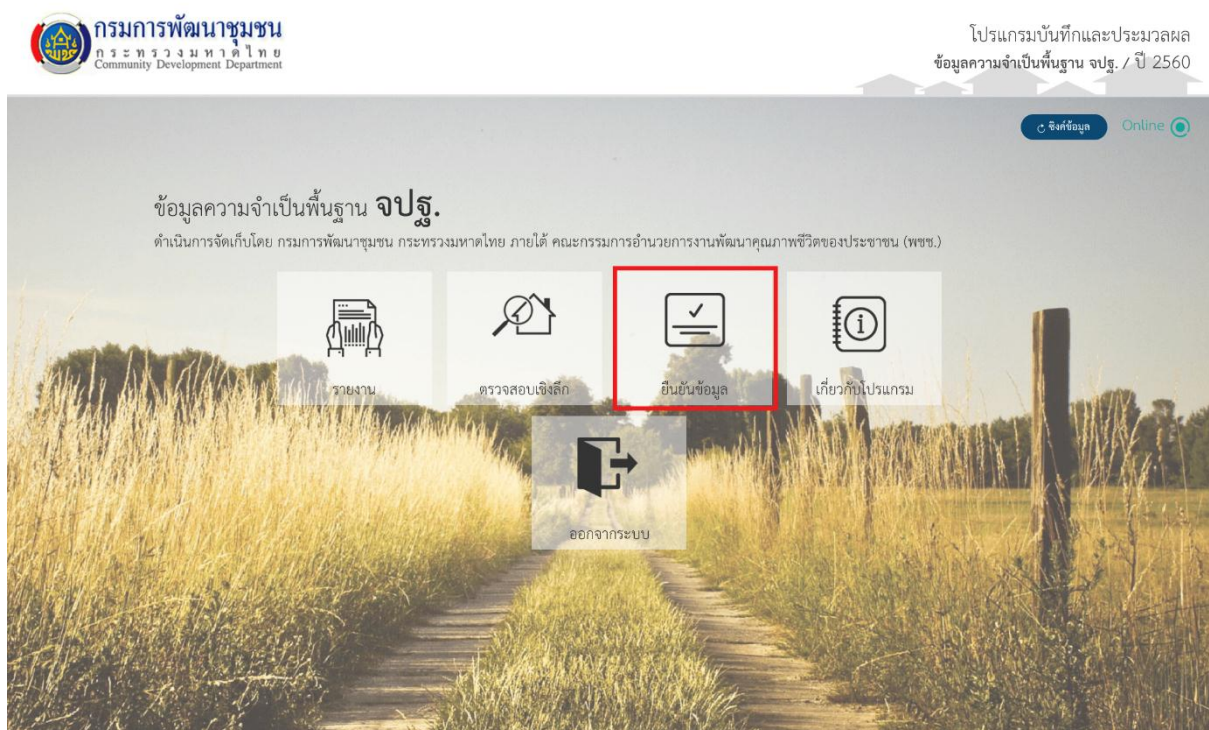 กรมการพัฒนาชุมชน
กระทรวงมหาดไทย
Community Development Department
โปรแกรมบันทึกและประมวลผล
ข้อมูลความจำเป็นพื้นฐาน จปฐ. / ปี 2560
ซิงค์ข้อมูล Online
ข้อมูลความจำเป็นพื้นฐาน จปฐ.
ดำเนินการจัดเก็บโดย กรมการพัฒนาชุมชน กระทรวงมหาดไทย ภายใต้ คณะกรรมการอำนวยการงานพัฒนาคุณภาพชีวิตของประชาชน (พชช.)
รายงาน ตรวจสอบเชิงลึก ยืนยันข้อมูล เกี่ยวกับโปรแกรม
ออกจากระบบ